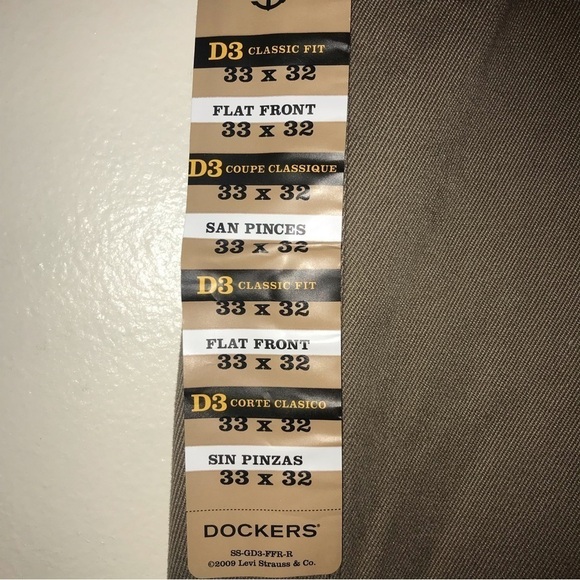 D3 CLASSIC FIT
33 x 32
FLAT FRONT
33 x 32
D3 COUPE CLASSIQUE
33 x 32
SAN PINCES
33 x 32
D3 CLASSIC FIT
33 x 32
FLAT FRONT
33 x 32
D3 CORTE CLASICO
33 x 32
SIN PINZAS
33 x 32
DOCKERS®
SS-GD3-FFR-R
©2009 Levi Strauss & Co.